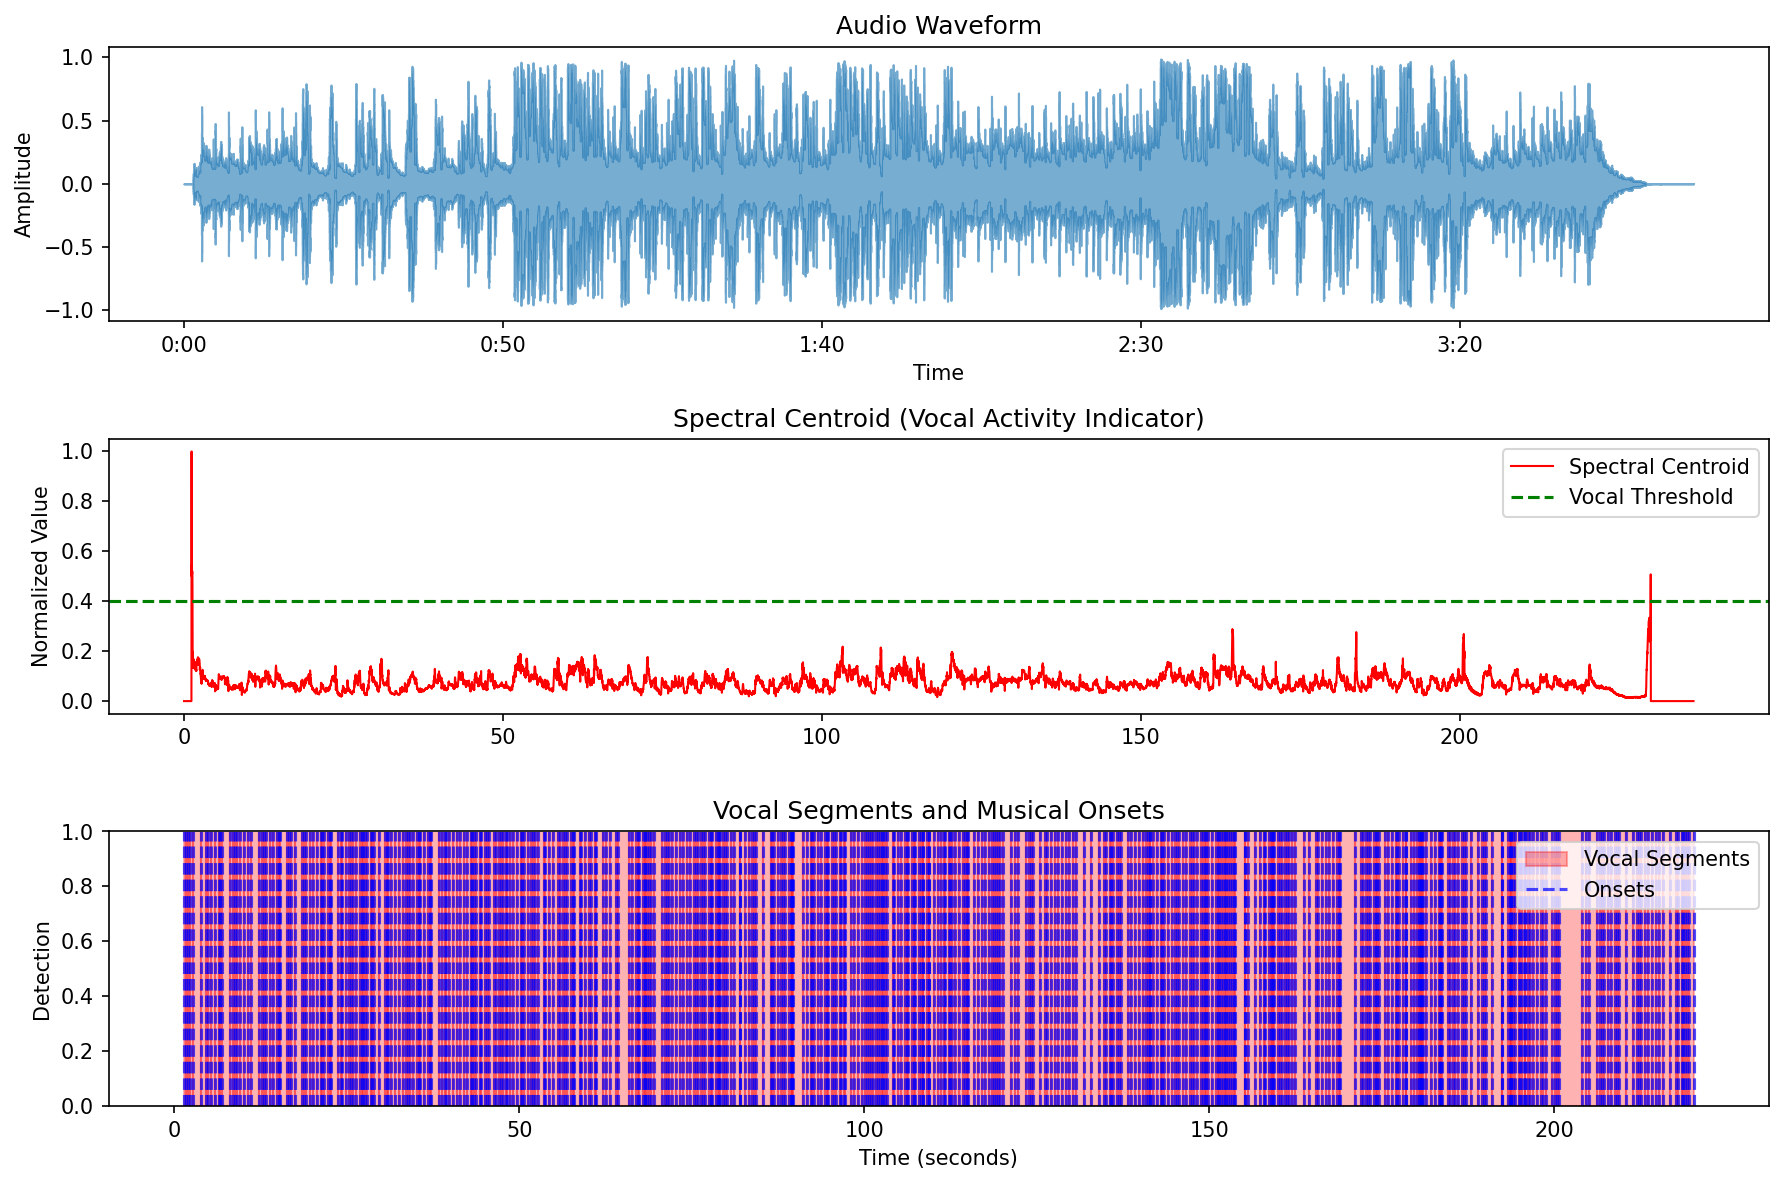 Audio Waveform
1.0
0.5
0.0
−0.5
−1.0
Amplitude
0:00 0:50 1:40 2:30 3:20
Time
Spectral Centroid (Vocal Activity Indicator)
1.0
0.8
0.6
0.4
0.2
0.0
Normalized Value
Spectral Centroid
Vocal Threshold
0 50 100 150 200
Vocal Segments and Musical Onsets
1.0
0.8
0.6
0.4
0.2
0.0
Detection
Vocal Segments
Onsets
0 50 100 150 200
Time (seconds)